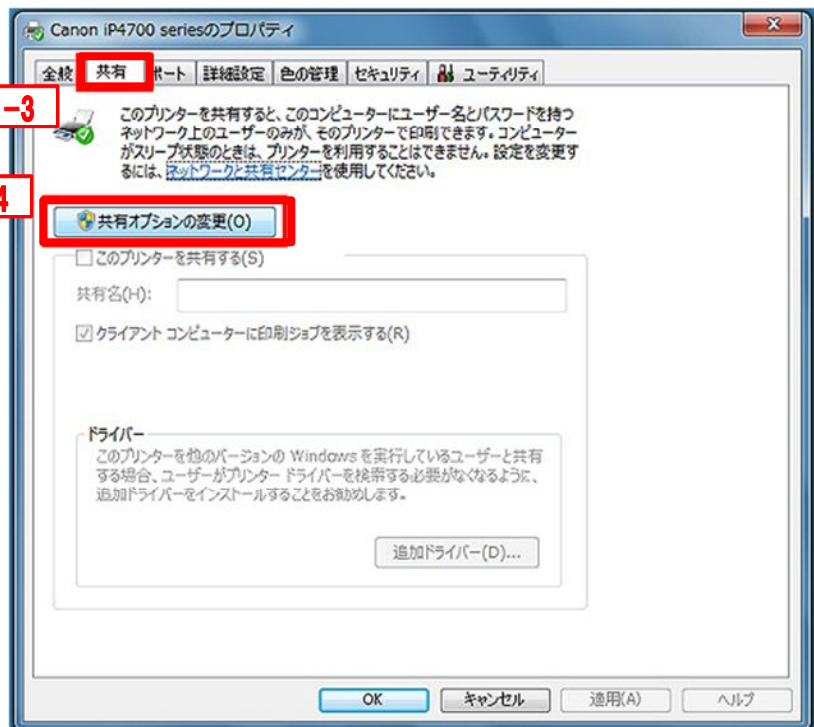 Canon iP4700 seriesのプロパティ
全般 共有 ポート 詳細設定 色の管理 セキュリティ ユーティリティ
-3
このプリンターを共有すると、このコンピューターにユーザー名とパスワードを持つ
ネットワーク上のユーザーのみが、そのプリンターで印刷できます。コンピューター
がスリープ状態のときは、プリンターを利用することはできません。設定を変更す
るには、ネットワークと共有センターを使用してください。
4
共有オプションの変更(O)
このプリンターを共有する(S)
共有名(H):
クライアント コンピューターに印刷ジョブを表示する(R)
ドライバー
このプリンターを他のバージョンの Windows を実行しているユーザーと共有
する場合、ユーザーがプリンター ドライバーを検索する必要がなくなるように、
追加ドライバーをインストールすることをお勧めします。
追加ドライバー(D)...
OK キャンセル 適用(A) ヘルプ